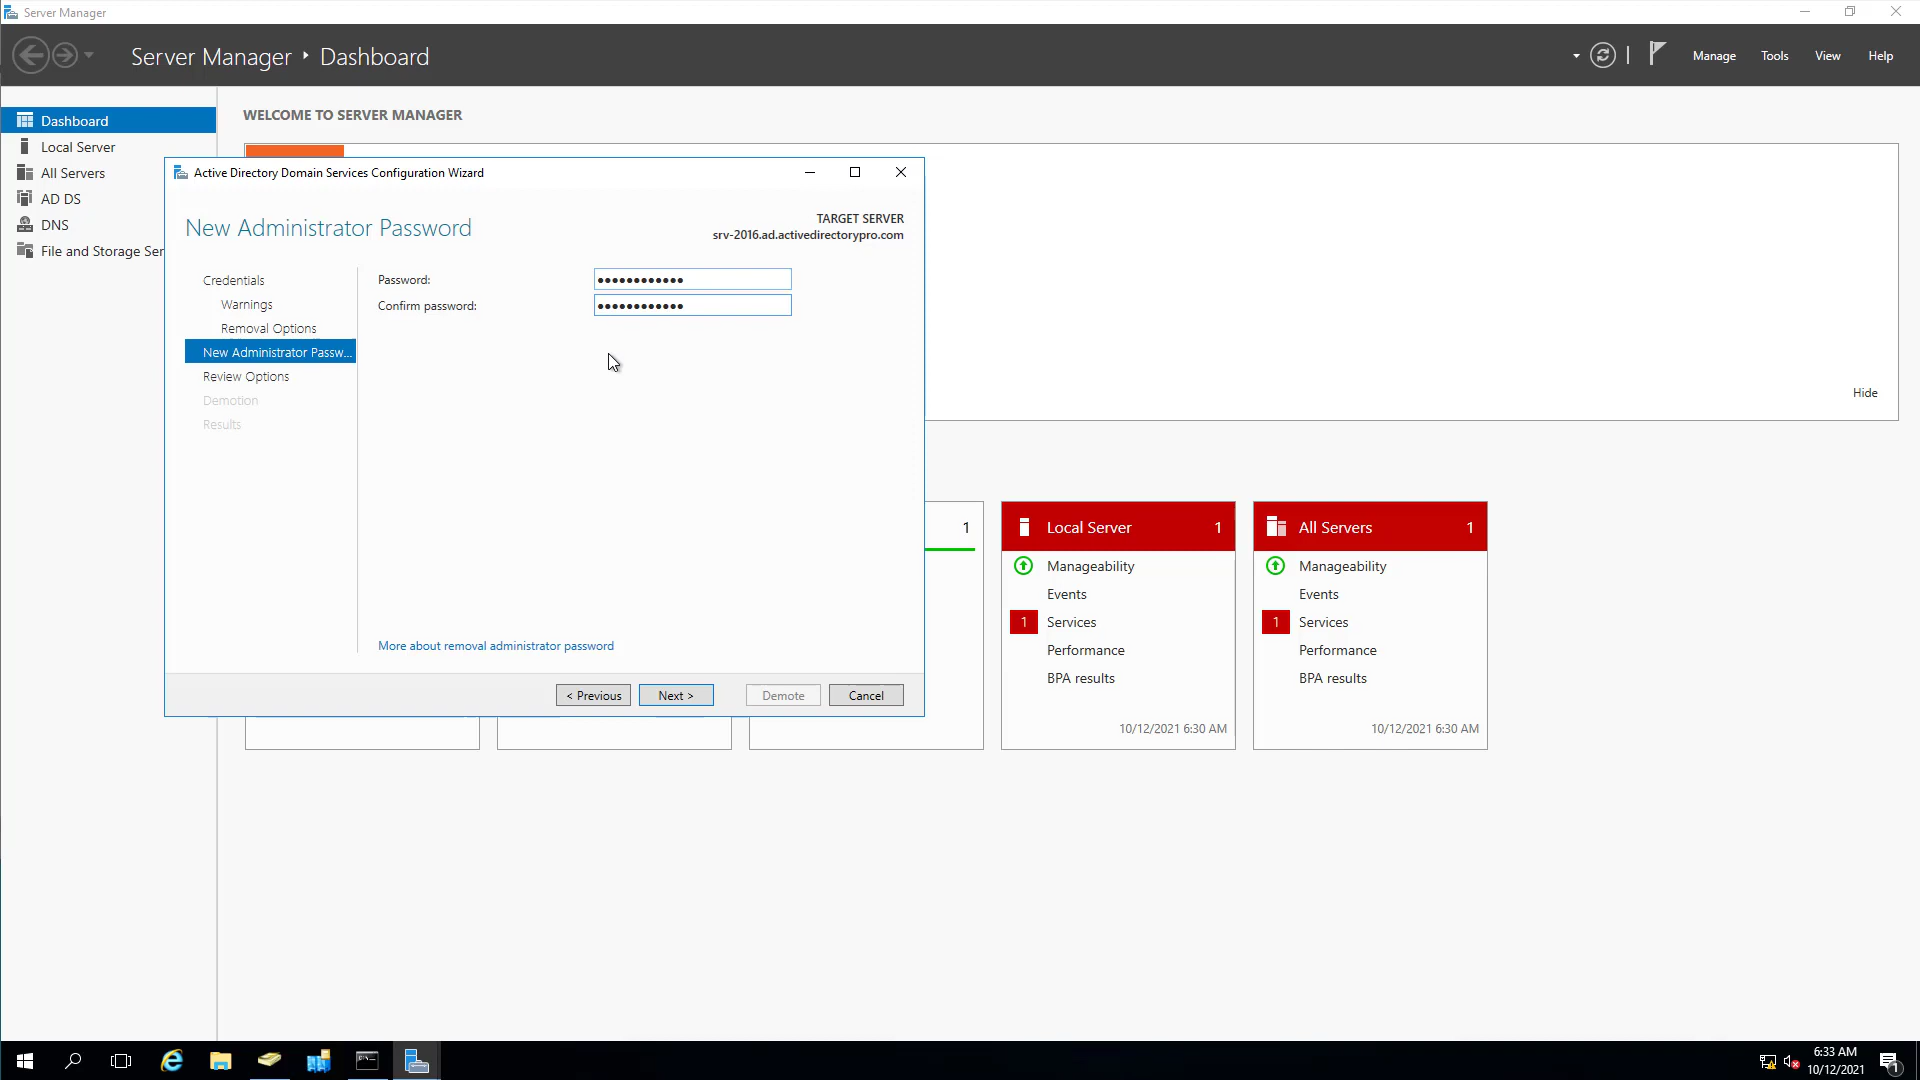 Server Manager
Server Manager ‣ Dashboard
Manage Tools View Help
Dashboard
Local Server
All Servers
AD DS
DNS
File and Storage Ser
WELCOME TO SERVER MANAGER
Hide
Active Directory Domain Services Configuration Wizard
New Administrator Password
TARGET SERVER
srv-2016.ad.activedirectorypro.com
Credentials
Warnings
Removal Options
New Administrator Passw...
Review Options
Demotion
Results
Password: ●●●●●●●●●●●●
Confirm password: ●●●●●●●●●●●●
More about removal administrator password
< Previous Next > Demote Cancel
1
Local Server 1
Manageability
Events
1 Services
Performance
BPA results
10/12/2021 6:30 AM
All Servers 1
Manageability
Events
1 Services
Performance
BPA results
10/12/2021 6:30 AM
6:33 AM
10/12/2021
1